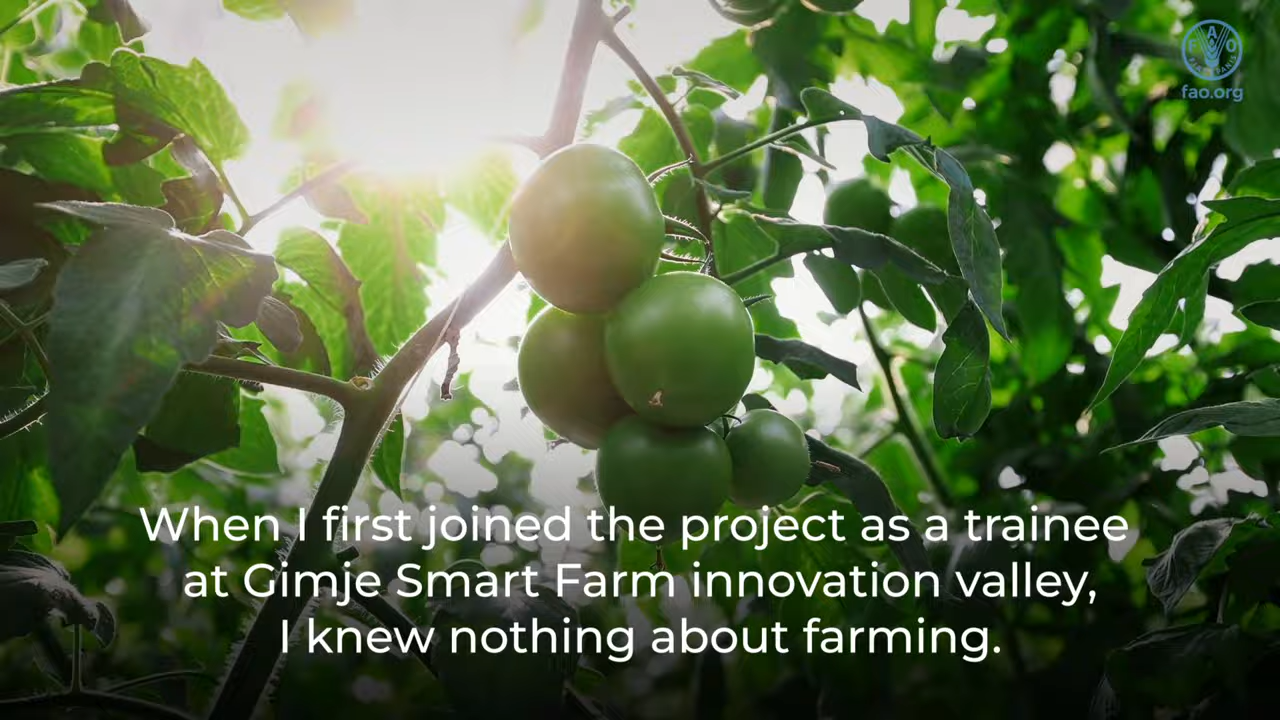 FAO
fao.org
When I first joined the project as a trainee
at Gimje Smart Farm innovation valley,
I knew nothing about farming.